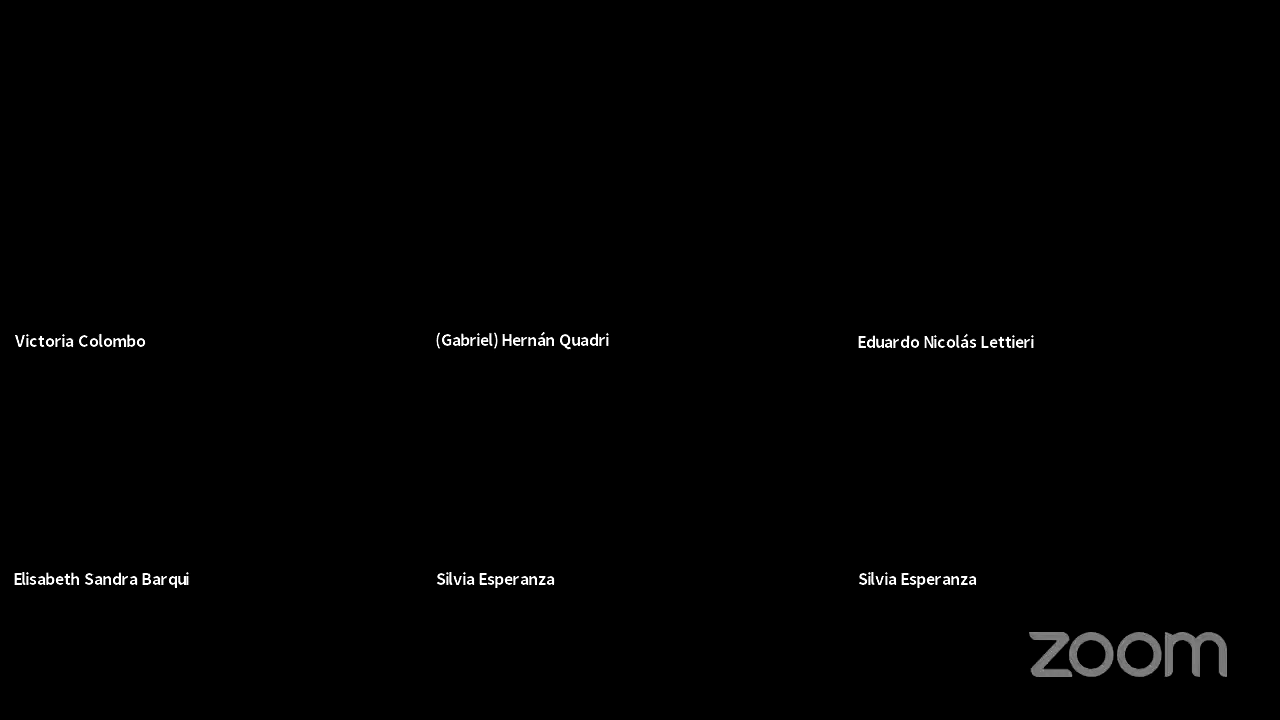 Victoria Colombo
(Gabriel) Hernán Quadri
Eduardo Nicolás Lettieri
Elisabeth Sandra Barqui
Silvia Esperanza
Silvia Esperanza
zoom